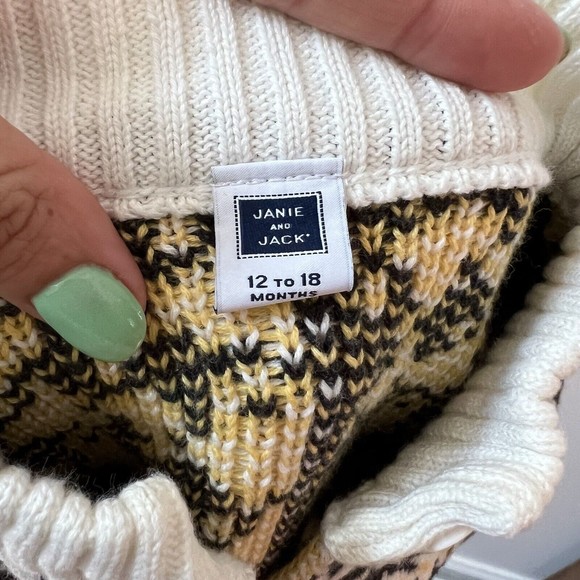 JANIE
AND
JACK®
12 TO 18
MONTHS